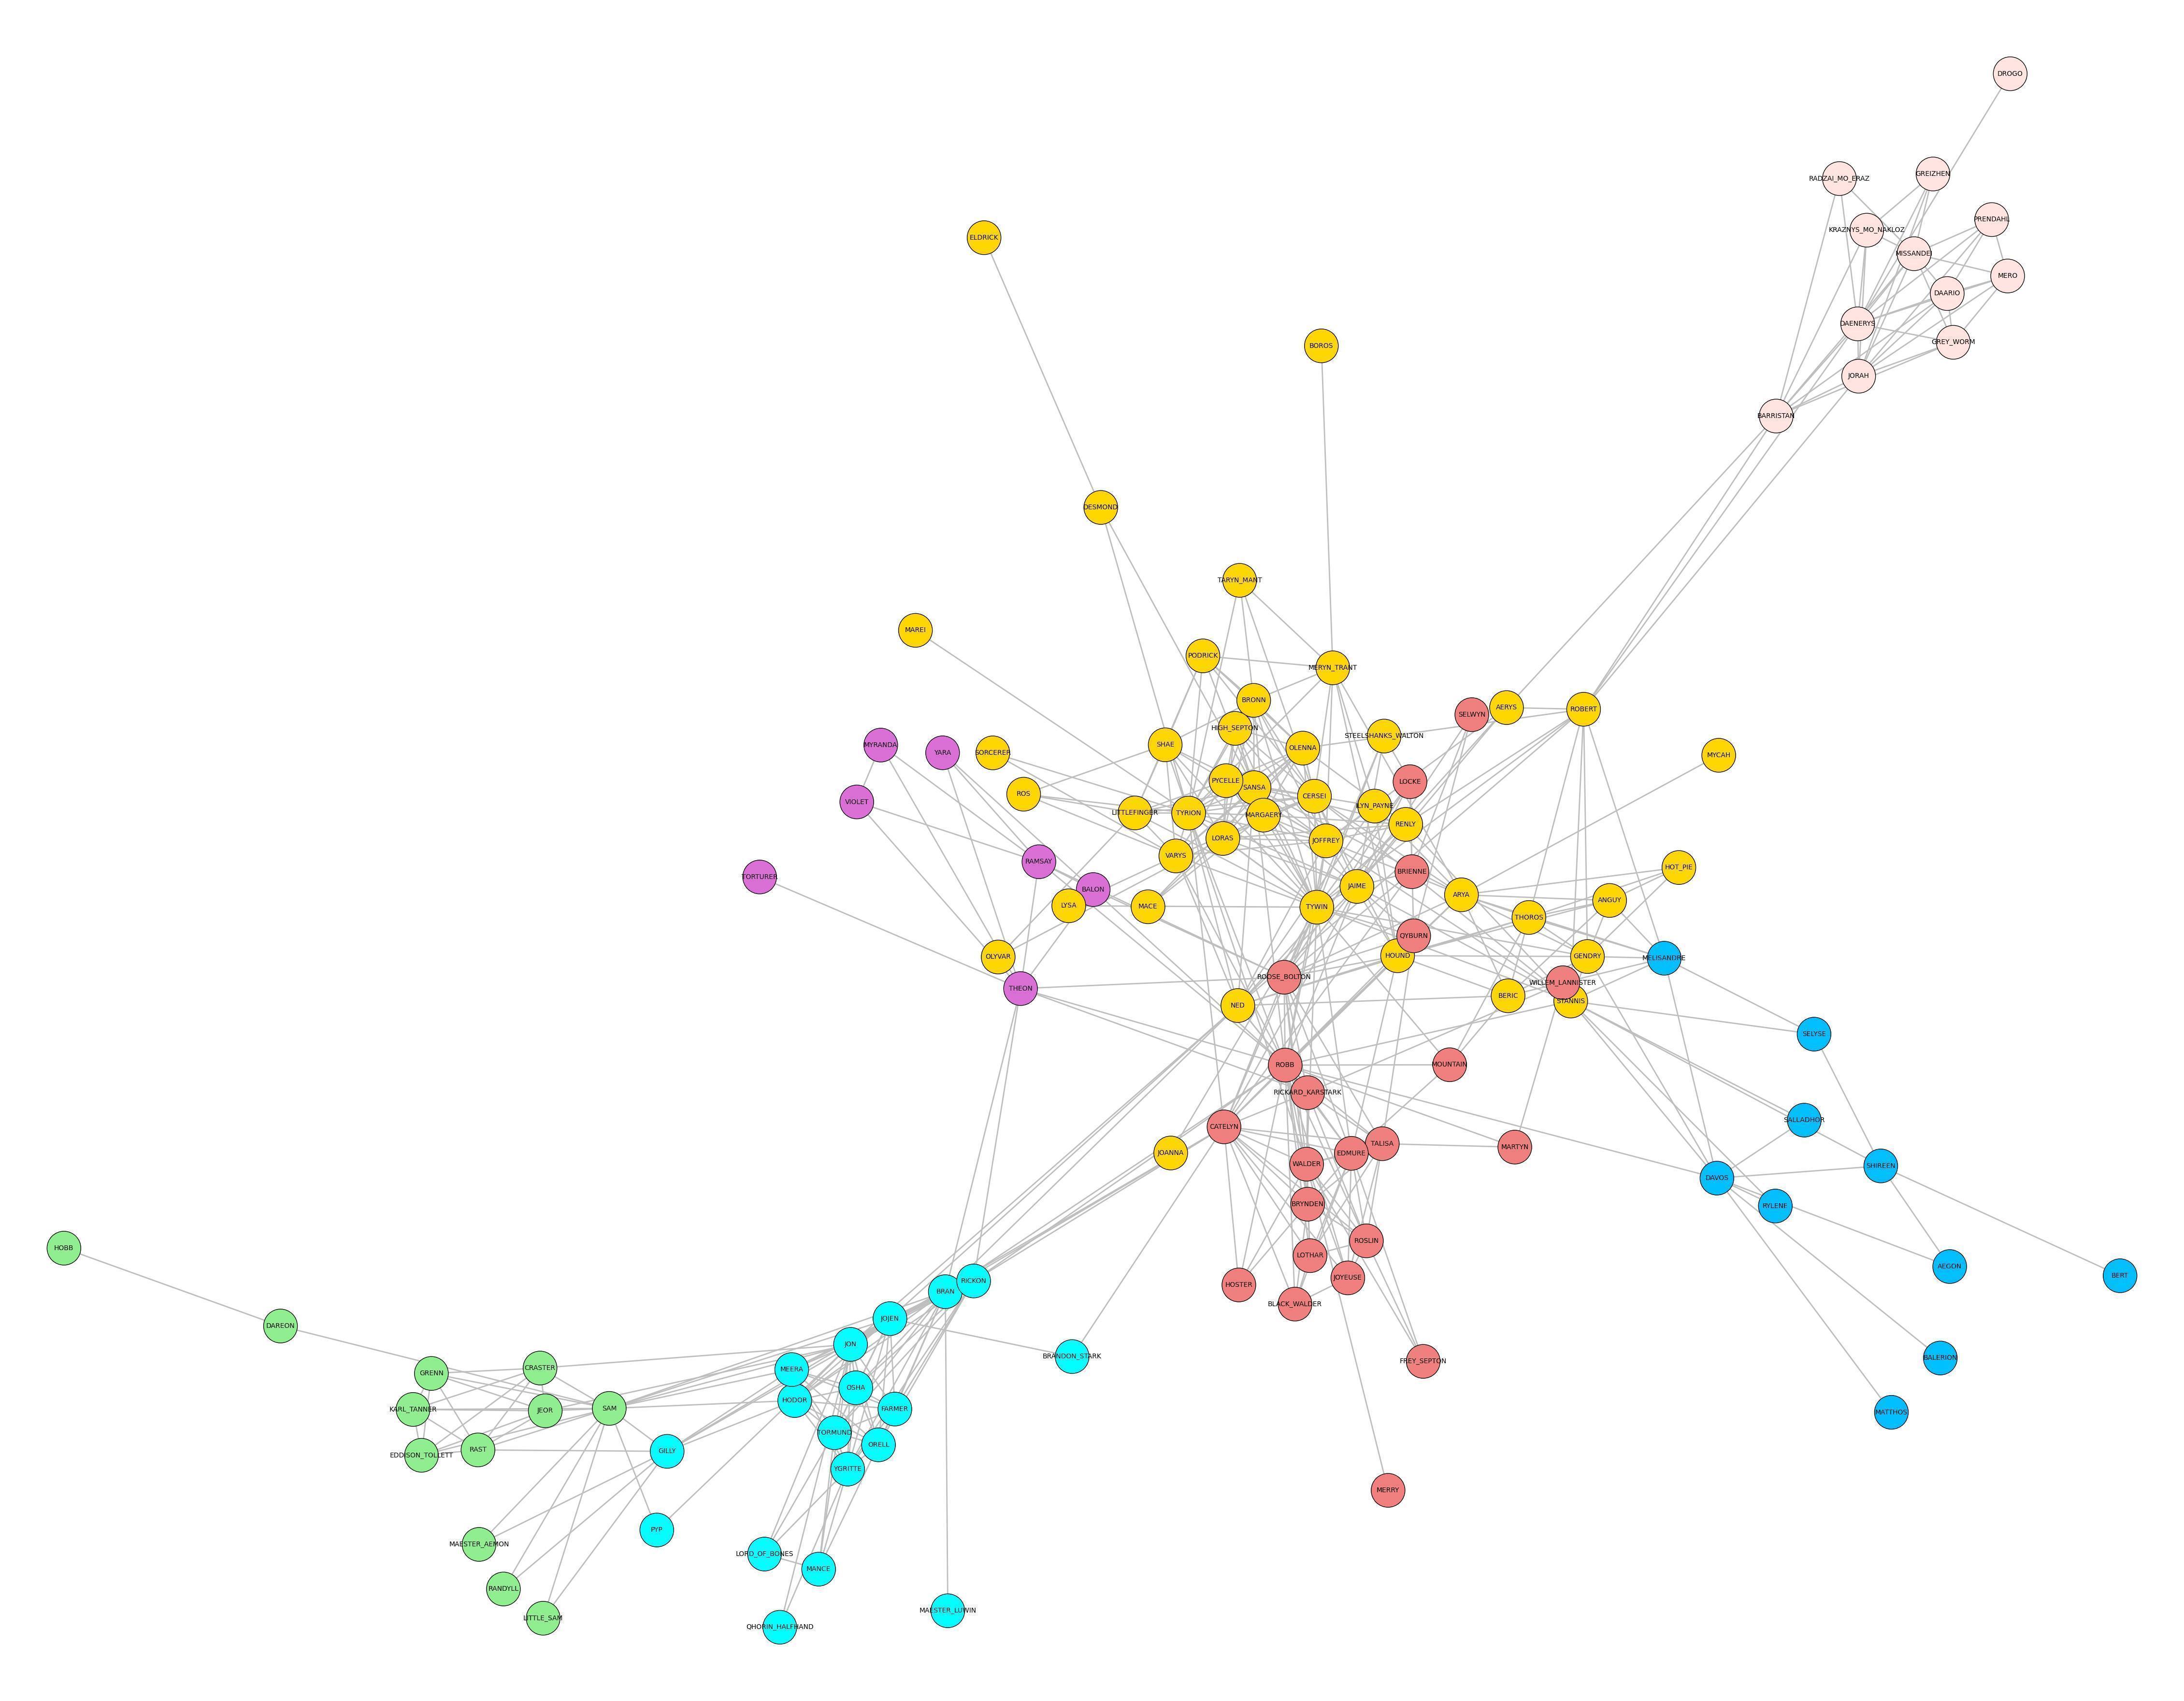 DROGO
GREIZHEN
RADZAI_MO_ERAZ
PRENDAHL
KRAZNYS_MO_NAKLOZ
ELDRICK
MISSANDEI
MERO
DAARIO
DAENERYS
GREY_WORM
BOROS
JORAH
BARRISTAN
DESMOND
TARYN_MANT
MAREI
PODRICK
MERYN_TRANT
BRONN
AERYS
ROBERT
SELWYN
HIGH_SEPTON
STEELSHANKS_WALTON
MYRANDA
SHAE
OLENNA
YARA
SORCERER
MYCAH
PYCELLE
LOCKE
SANSA
ROS
CERSEI
VIOLET
ILYN_PAYNE
LITTLEFINGER
TYRION
MARGAERY
RENLY
LORAS
JOFFREY
VARYS
RAMSAY
HOT_PIE
BRIENNE
TORTURER
JAIME
BALON
ARYA
ANGUY
LYSA
MACE
TYWIN
THOROS
QYBURN
HOUND
GENDRY
OLYVAR
MELISANDRE
ROOSE_BOLTON
WILLEM_LANNISTER
THEON
BERIC
STANNIS
NED
SELYSE
ROBB
MOUNTAIN
RICKARD_KARSTARK
SALLADHOR
CATELYN
TALISA
MARTYN
JOANNA
EDMURE
WALDER
SHIREEN
DAVOS
BRYNDEN
RYLENE
ROSLIN
HOBB
LOTHAR
AEGON
BERT
JOYEUSE
RICKON
HOSTER
BRAN
BLACK_WALDER
JOJEN
DAREON
JON
BRANDON_STARK
BALERION
FREY_SEPTON
CRASTER
MEERA
GRENN
OSHA
HODOR
SAM
KARL_TANNER
JEOR
FARMER
MATTHOS
TORMUND
ORELL
RAST
GILLY
EDDISON_TOLLETT
YGRITTE
MERRY
PYP
MAESTER_AEMON
LORD_OF_BONES
MANCE
RANDYLL
MAESTER_LUWIN
LITTLE_SAM
QHORIN_HALFHAND